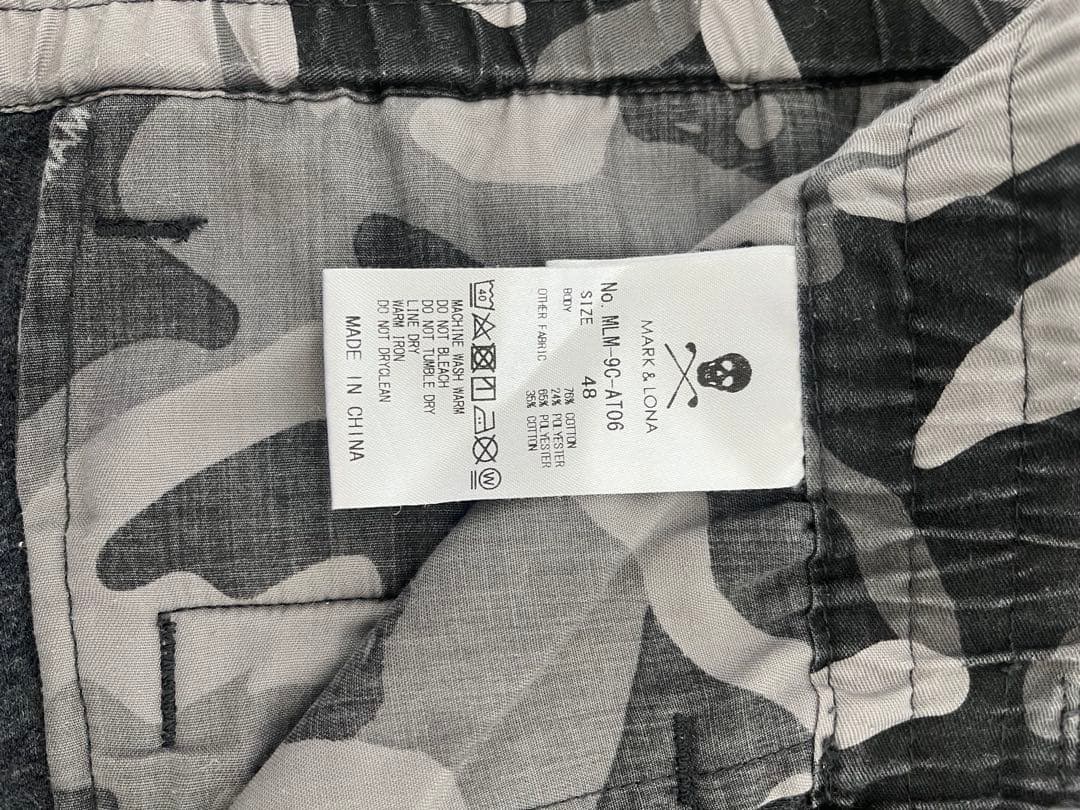 MARK & LONA
No. MLM-9C-AT06
SIZE 48
BODY 76% COTTON
24% POLYESTER
OTHER FABRIC 65% POLYESTER
35% COTTON
40
W
MACHINE WASH WARM
DO NOT BLEACH
DO NOT TUMBLE DRY
LINE DRY
WARM IRON
DO NOT DRYCLEAN
MADE IN CHINA